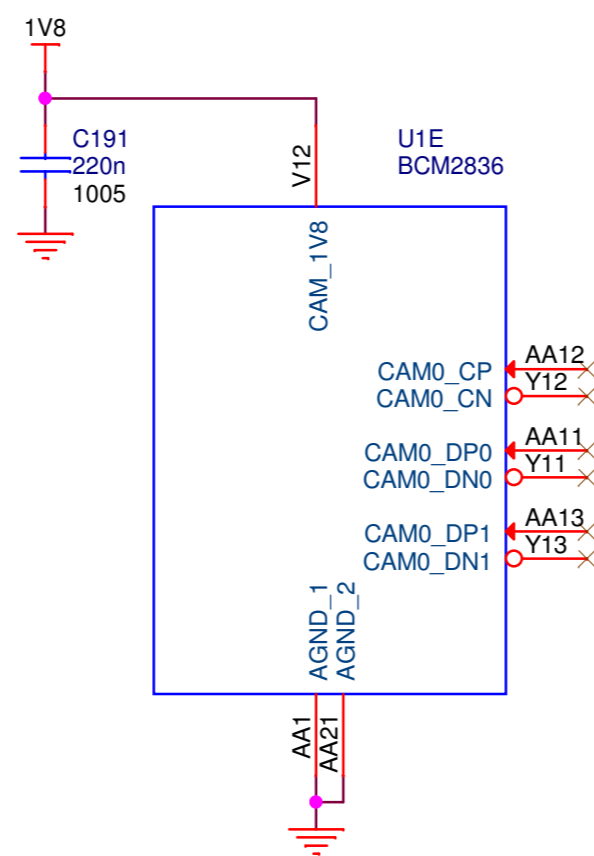 1V8
C191
220n
1005
U1E
BCM2836
V12
CAM_1V8
CAM0_CP
AA12
CAM0_CN
Y12
CAM0_DP0
AA11
CAM0_DN0
Y11
CAM0_DP1
AA13
CAM0_DN1
Y13
AGND_1
AGND_2
AA1
AA21